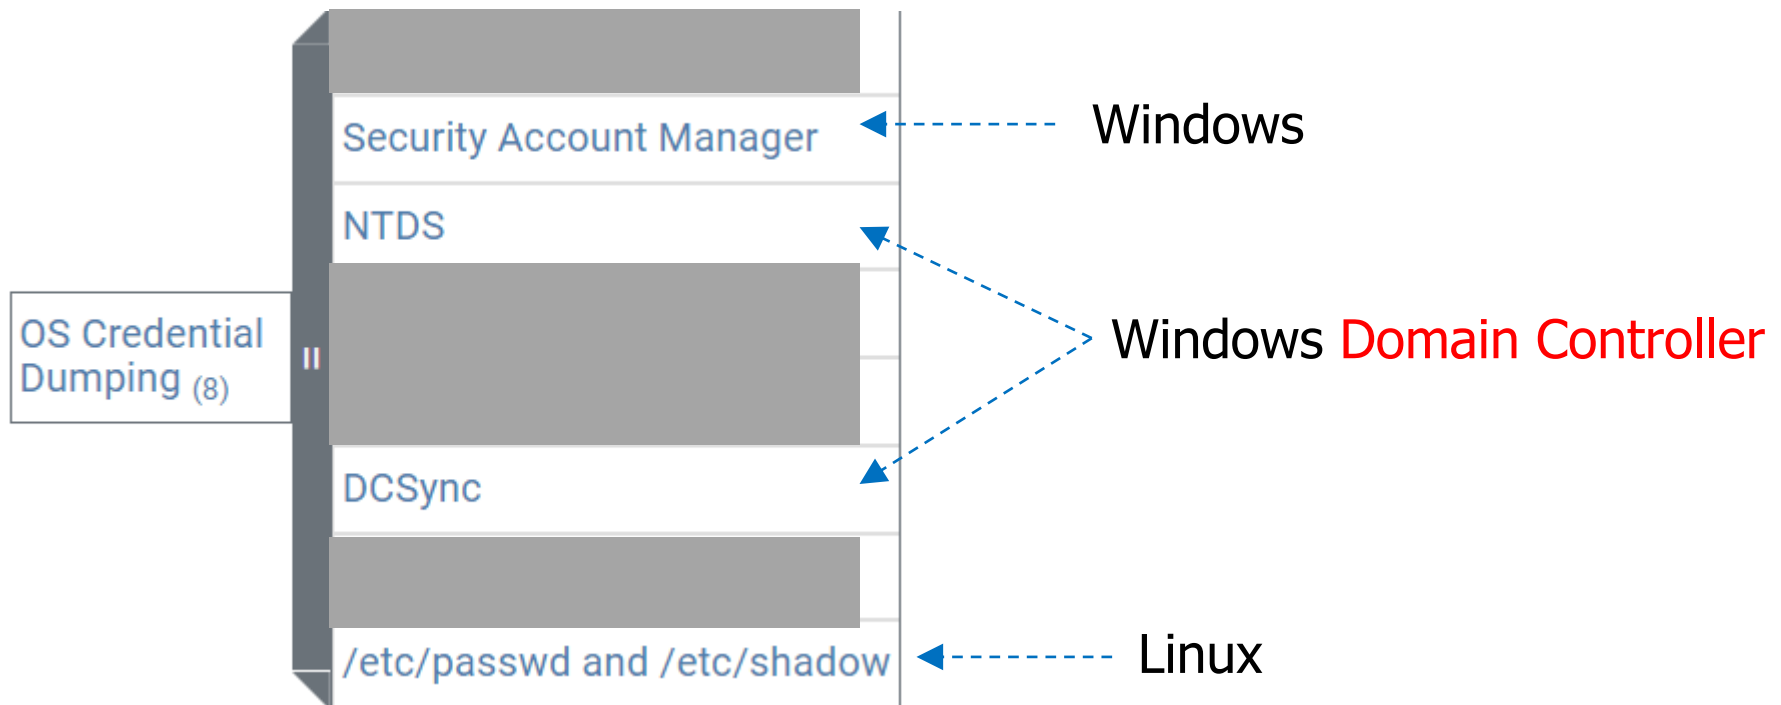 Security Account Manager
Windows
NTDS
OS Credential
Dumping (8)
II
Windows Domain Controller
DCSync
/etc/passwd and /etc/shadow
Linux